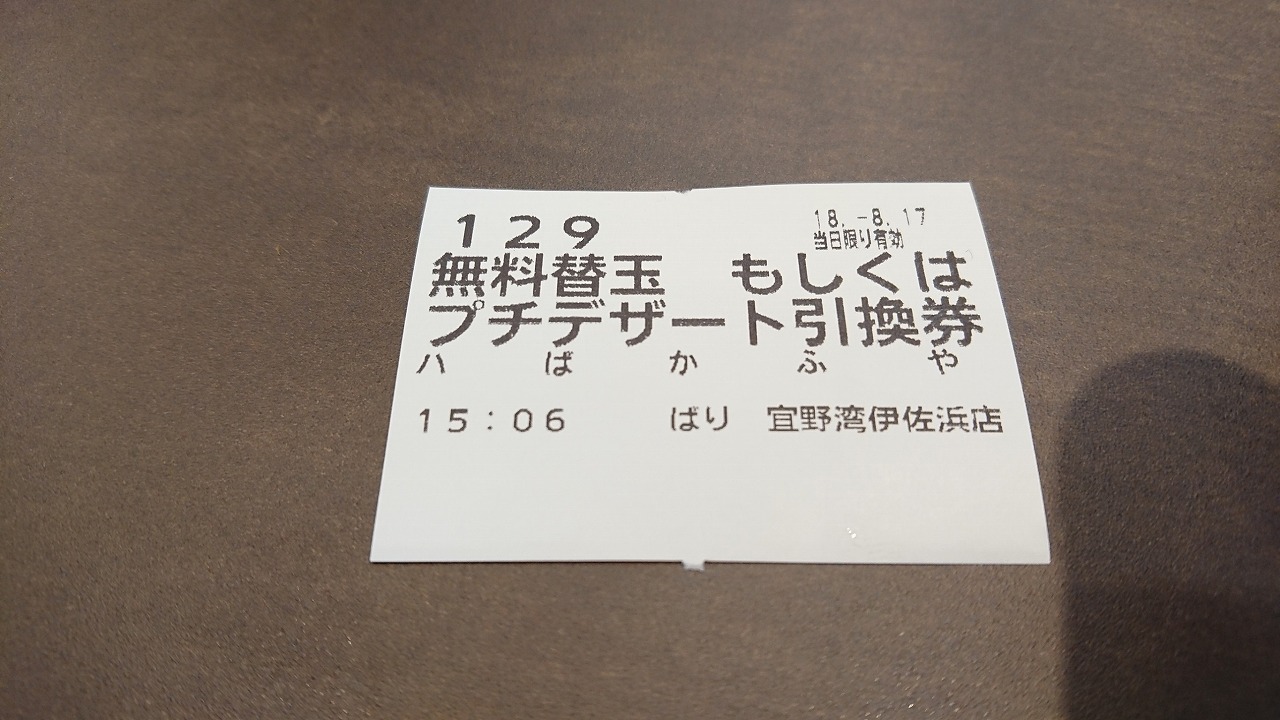 129 18.-8.17
当日限り有効
無料替玉 もしくは
プチデザート引換券
ハ ば か ふ や
15:06 ばり 宜野湾伊佐浜店